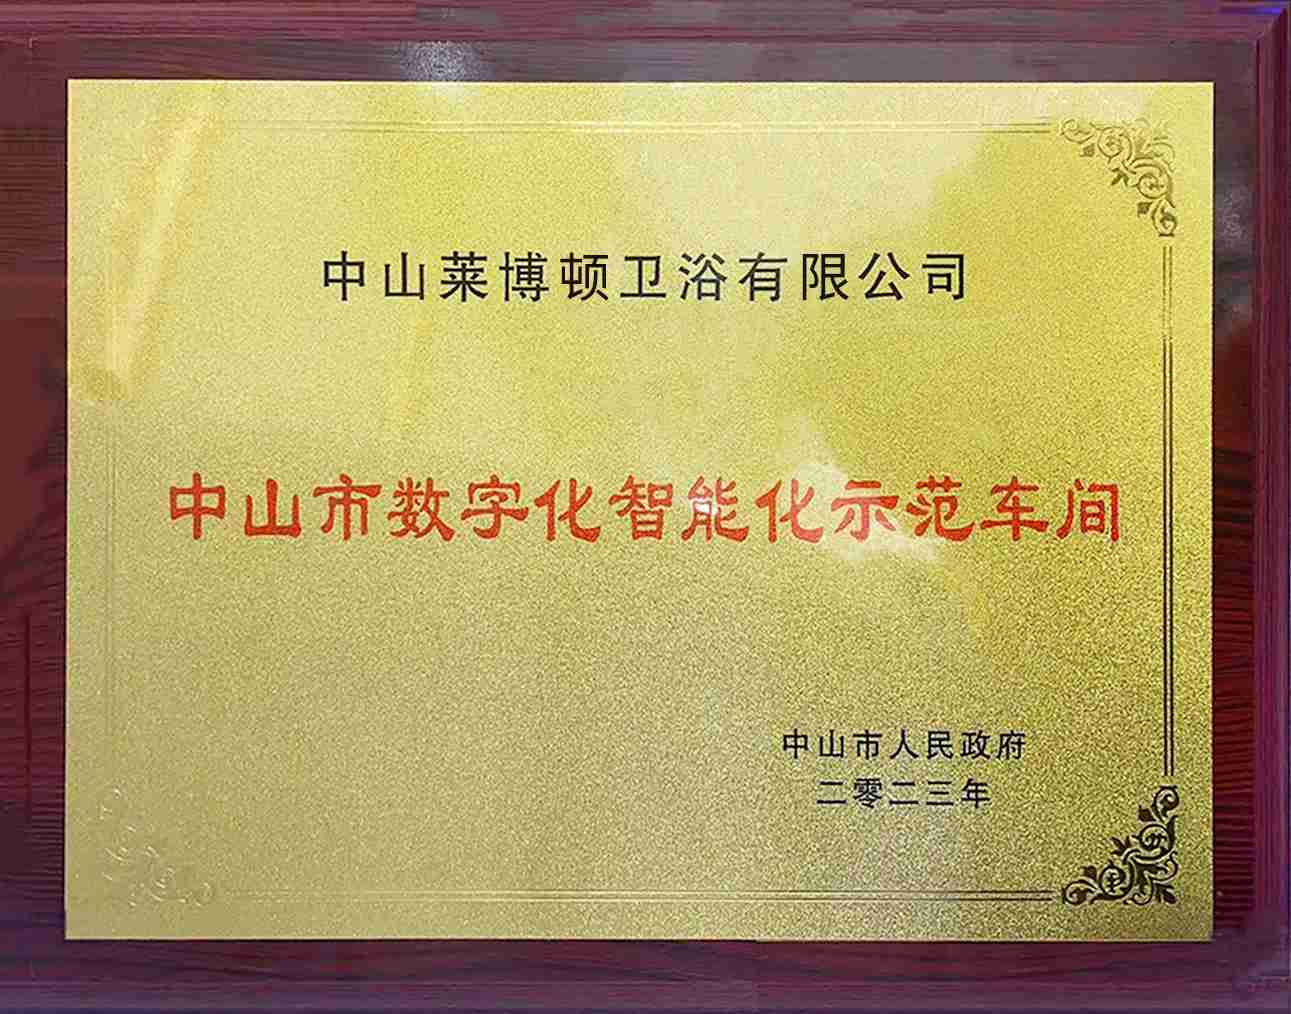 中山莱博顿卫浴有限公司
中山市数字化智能化示范车间
中山市人民政府
二零二三年